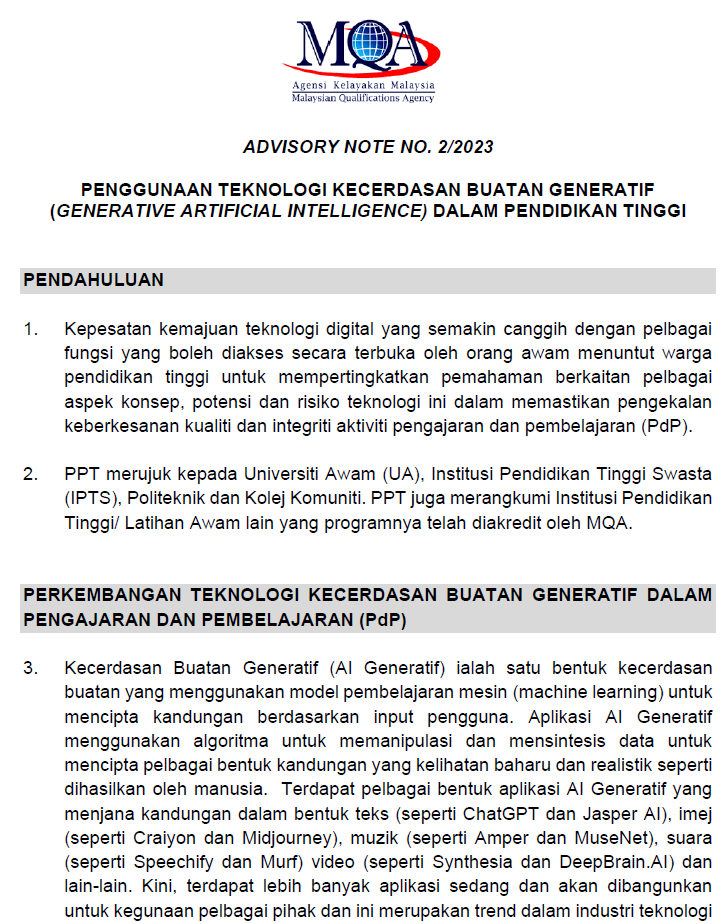 MQA
Agensi Kelayakan Malaysia
Malaysian Qualifications Agency
ADVISORY NOTE NO. 2/2023
PENGGUNAAN TEKNOLOGI KECERDASAN BUATAN GENERATIF
(GENERATIVE ARTIFICIAL INTELLIGENCE) DALAM PENDIDIKAN TINGGI
PENDAHULUAN
1. Kepesatan kemajuan teknologi digital yang semakin canggih dengan pelbagai
fungsi yang boleh diakses secara terbuka oleh orang awam menuntut warga
pendidikan tinggi untuk mempertingkatkan pemahaman berkaitan pelbagai
aspek konsep, potensi dan risiko teknologi ini dalam memastikan pengekalan
keberkesanan kualiti dan integriti aktiviti pengajaran dan pembelajaran (PdP).
2. PPT merujuk kepada Universiti Awam (UA), Institusi Pendidikan Tinggi Swasta
(IPTS), Politeknik dan Kolej Komuniti. PPT juga merangkumi Institusi Pendidikan
Tinggi/ Latihan Awam lain yang programnya telah diakredit oleh MQA.
PERKEMBANGAN TEKNOLOGI KECERDASAN BUATAN GENERATIF DALAM
PENGAJARAN DAN PEMBELAJARAN (PdP)
3. Kecerdasan Buatan Generatif (AI Generatif) ialah satu bentuk kecerdasan
buatan yang menggunakan model pembelajaran mesin (machine learning) untuk
mencipta kandungan berdasarkan input pengguna. Aplikasi AI Generatif
menggunakan algoritma untuk memanipulasi dan mensintesis data untuk
mencipta pelbagai bentuk kandungan yang kelihatan baharu dan realistik seperti
dihasilkan oleh manusia. Terdapat pelbagai bentuk aplikasi AI Generatif yang
menjana kandungan dalam bentuk teks (seperti ChatGPT dan Jasper AI), imej
(seperti Craiyon dan Midjourney), muzik (seperti Amper dan MuseNet), suara
(seperti Speechify dan Murf) video (seperti Synthesia dan DeepBrain.AI) dan
lain-lain. Kini, terdapat lebih banyak aplikasi sedang dan akan dibangunkan
untuk kegunaan pelbagai pihak dan ini merupakan trend dalam industri teknologi